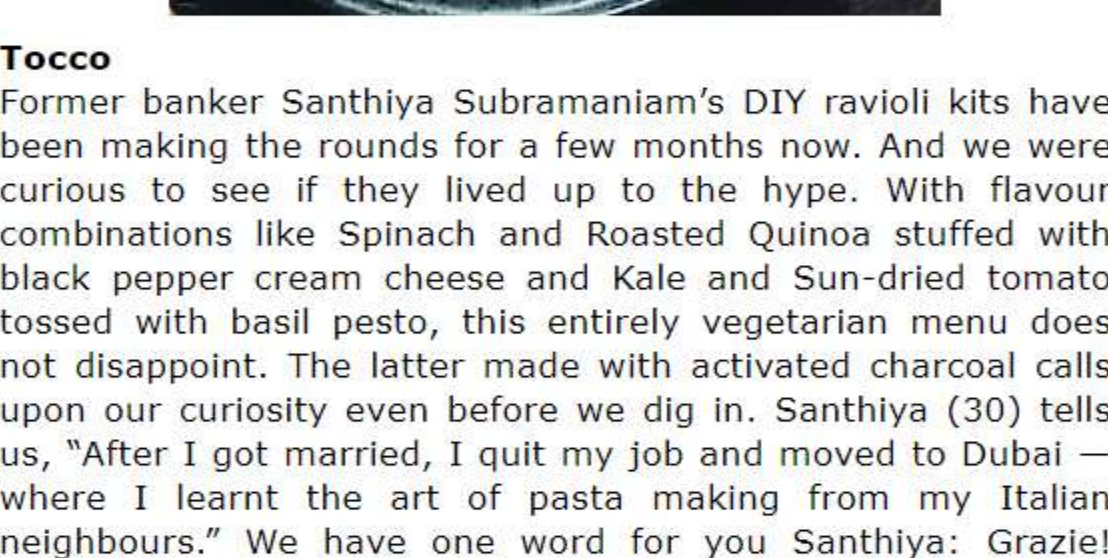 Tocco
Former banker Santhiya Subramaniam’s DIY ravioli kits have
been making the rounds for a few months now. And we were
curious to see if they lived up to the hype. With flavour
combinations like Spinach and Roasted Quinoa stuffed with
black pepper cream cheese and Kale and Sun-dried tomato
tossed with basil pesto, this entirely vegetarian menu does
not disappoint. The latter made with activated charcoal calls
upon our curiosity even before we dig in. Santhiya (30) tells
us, “After I got married, I quit my job and moved to Dubai —
where I learnt the art of pasta making from my Italian
neighbours.” We have one word for you Santhiya: Grazie!